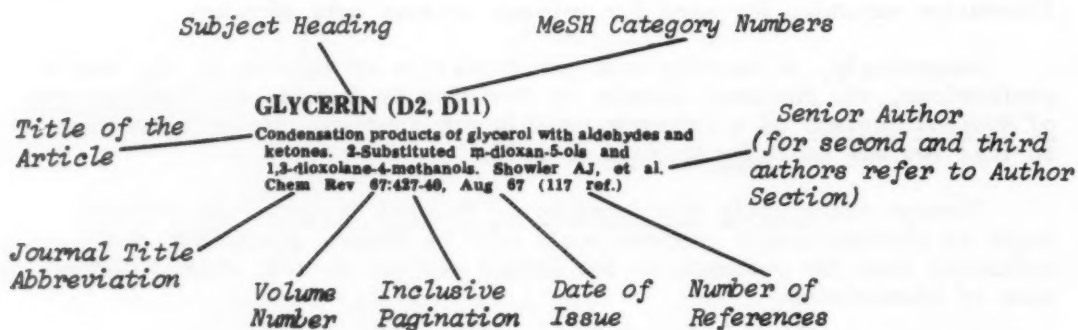 Subject Heading
MeSH Category Numbers
GLYCERIN (D2, D11)
Title of the
Article
Condensation products of glycerol with aldehydes and
ketones. 2-Substituted m-dioxan-5-ols and
1,3-dioxolane-4-methanols. Showler AJ, et al.
Chem Rev 67:427-40, Aug 67 (117 ref.)
Senior Author
(for second and third
authors refer to Author
Section)
Journal Title
Abbreviation
Volume
Number
Inclusive
Pagination
Date of
Issue
Number of
References